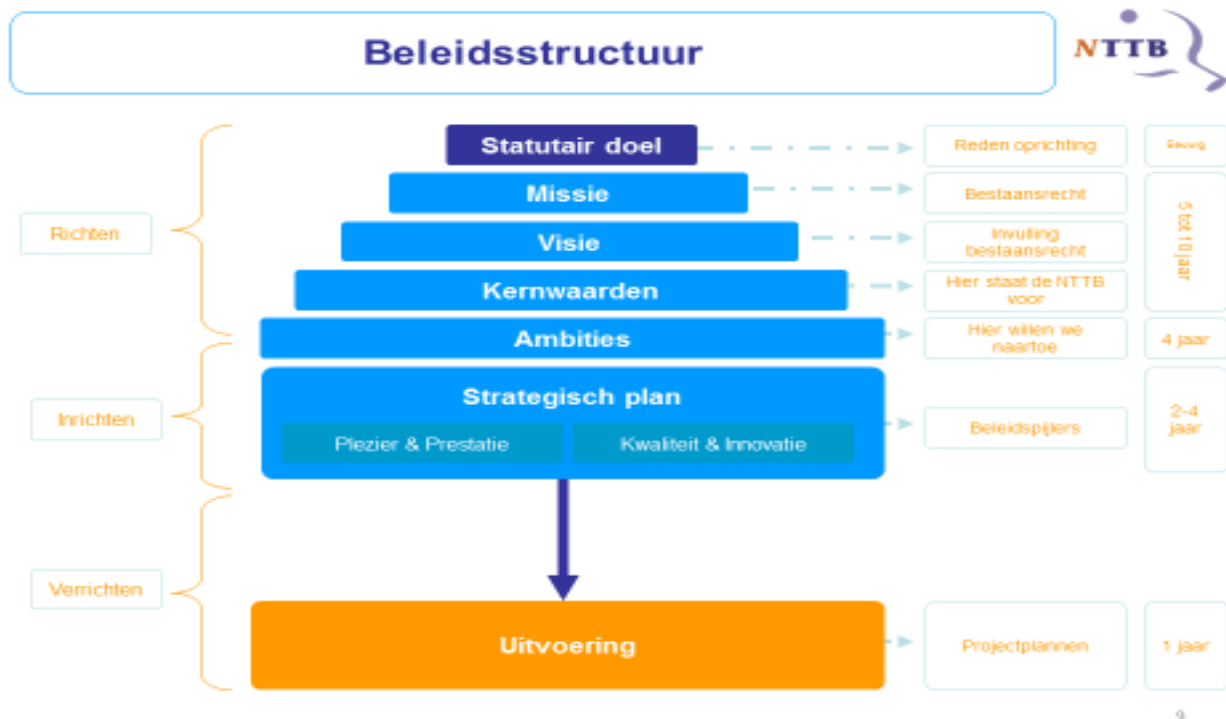 Beleidsstructuur
NTTB
Statutair doel
Reden oprichting
Eeuwig
Missie
Bestaansrecht
5 tot 10 jaar
Richten
Visie
Invulling
bestaansrecht
Kernwaarden
Hier staat de NTTB
voor
Ambities
Hier willen we
naartoe
4 jaar
Inrichten
Strategisch plan
Plezier & Prestatie
Kwaliteit & Innovatie
Beleidspijlers
2-4
jaar
Verrichten
Uitvoering
Projectplannen
1 jaar
9